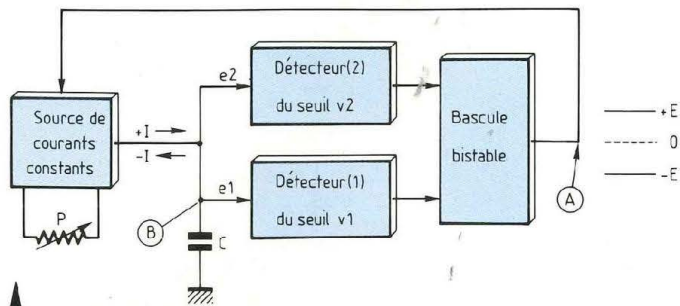 Source de
courants
constants
P
+I
-I
e2
e1
B
C
Détecteur(2)
du seuil v2
Détecteur(1)
du seuil v1
Bascule
bistable
A
+E
0
-E